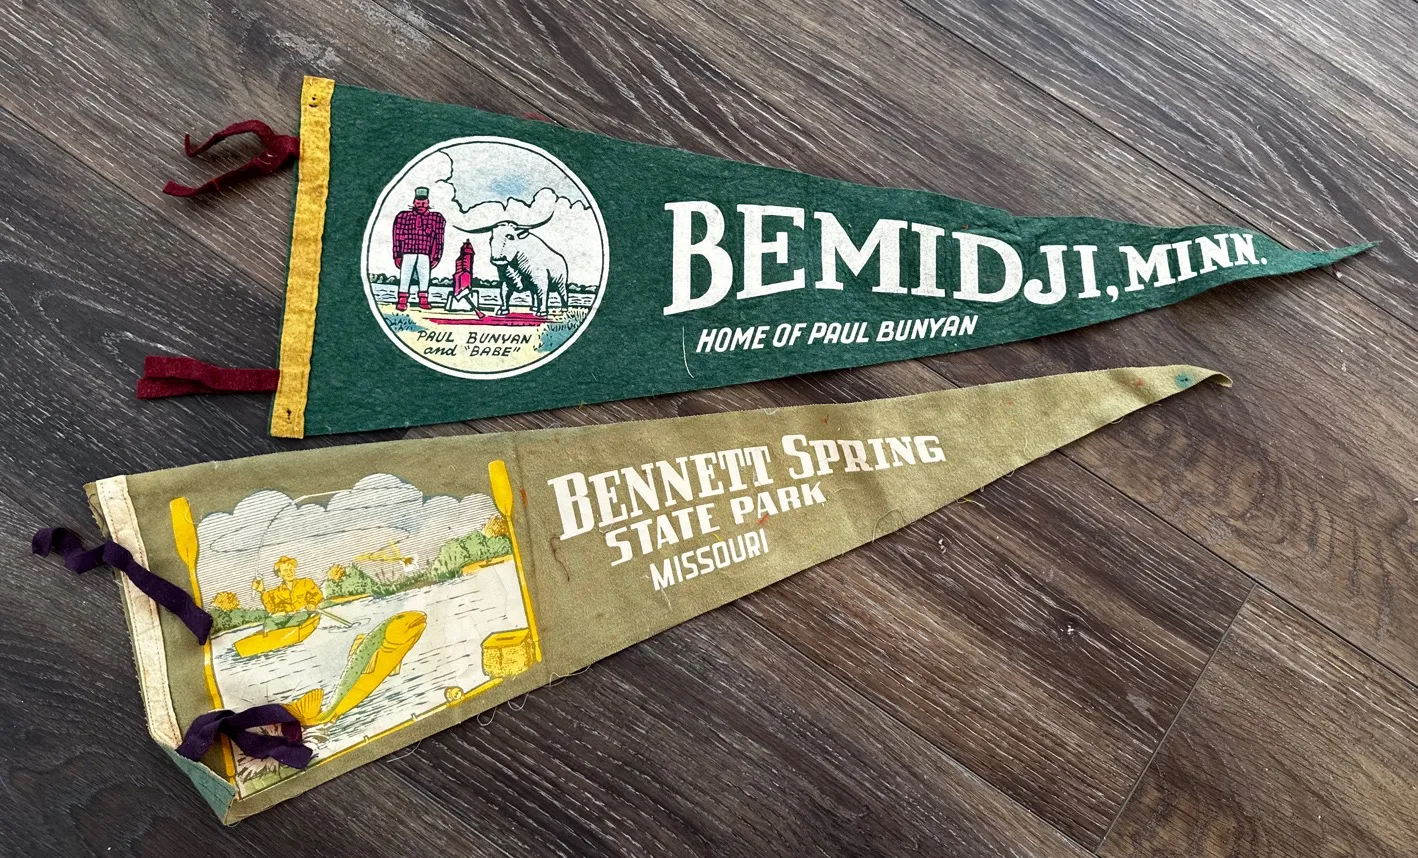 BEMIDJI, MINN.
HOME OF PAUL BUNYAN
PAUL BUNYAN
and "BABE"
BENNETT SPRING
STATE PARK
MISSOURI